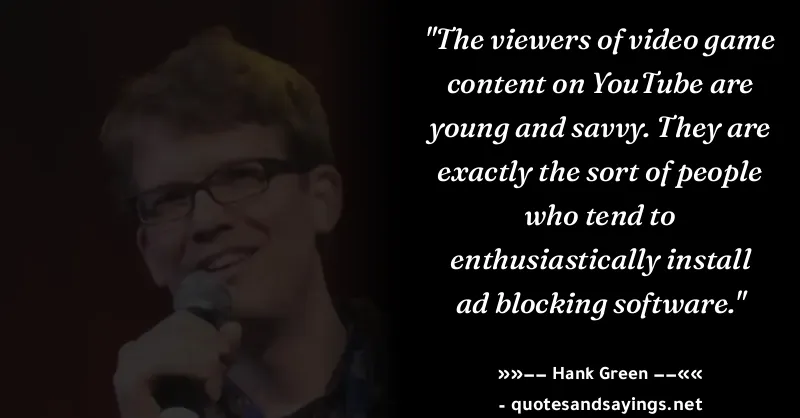 "The viewers of video game
content on YouTube are
young and savvy. They are
exactly the sort of people
who tend to
enthusiastically install
ad blocking software."
»»-- Hank Green --««
- quotesandsayings.net